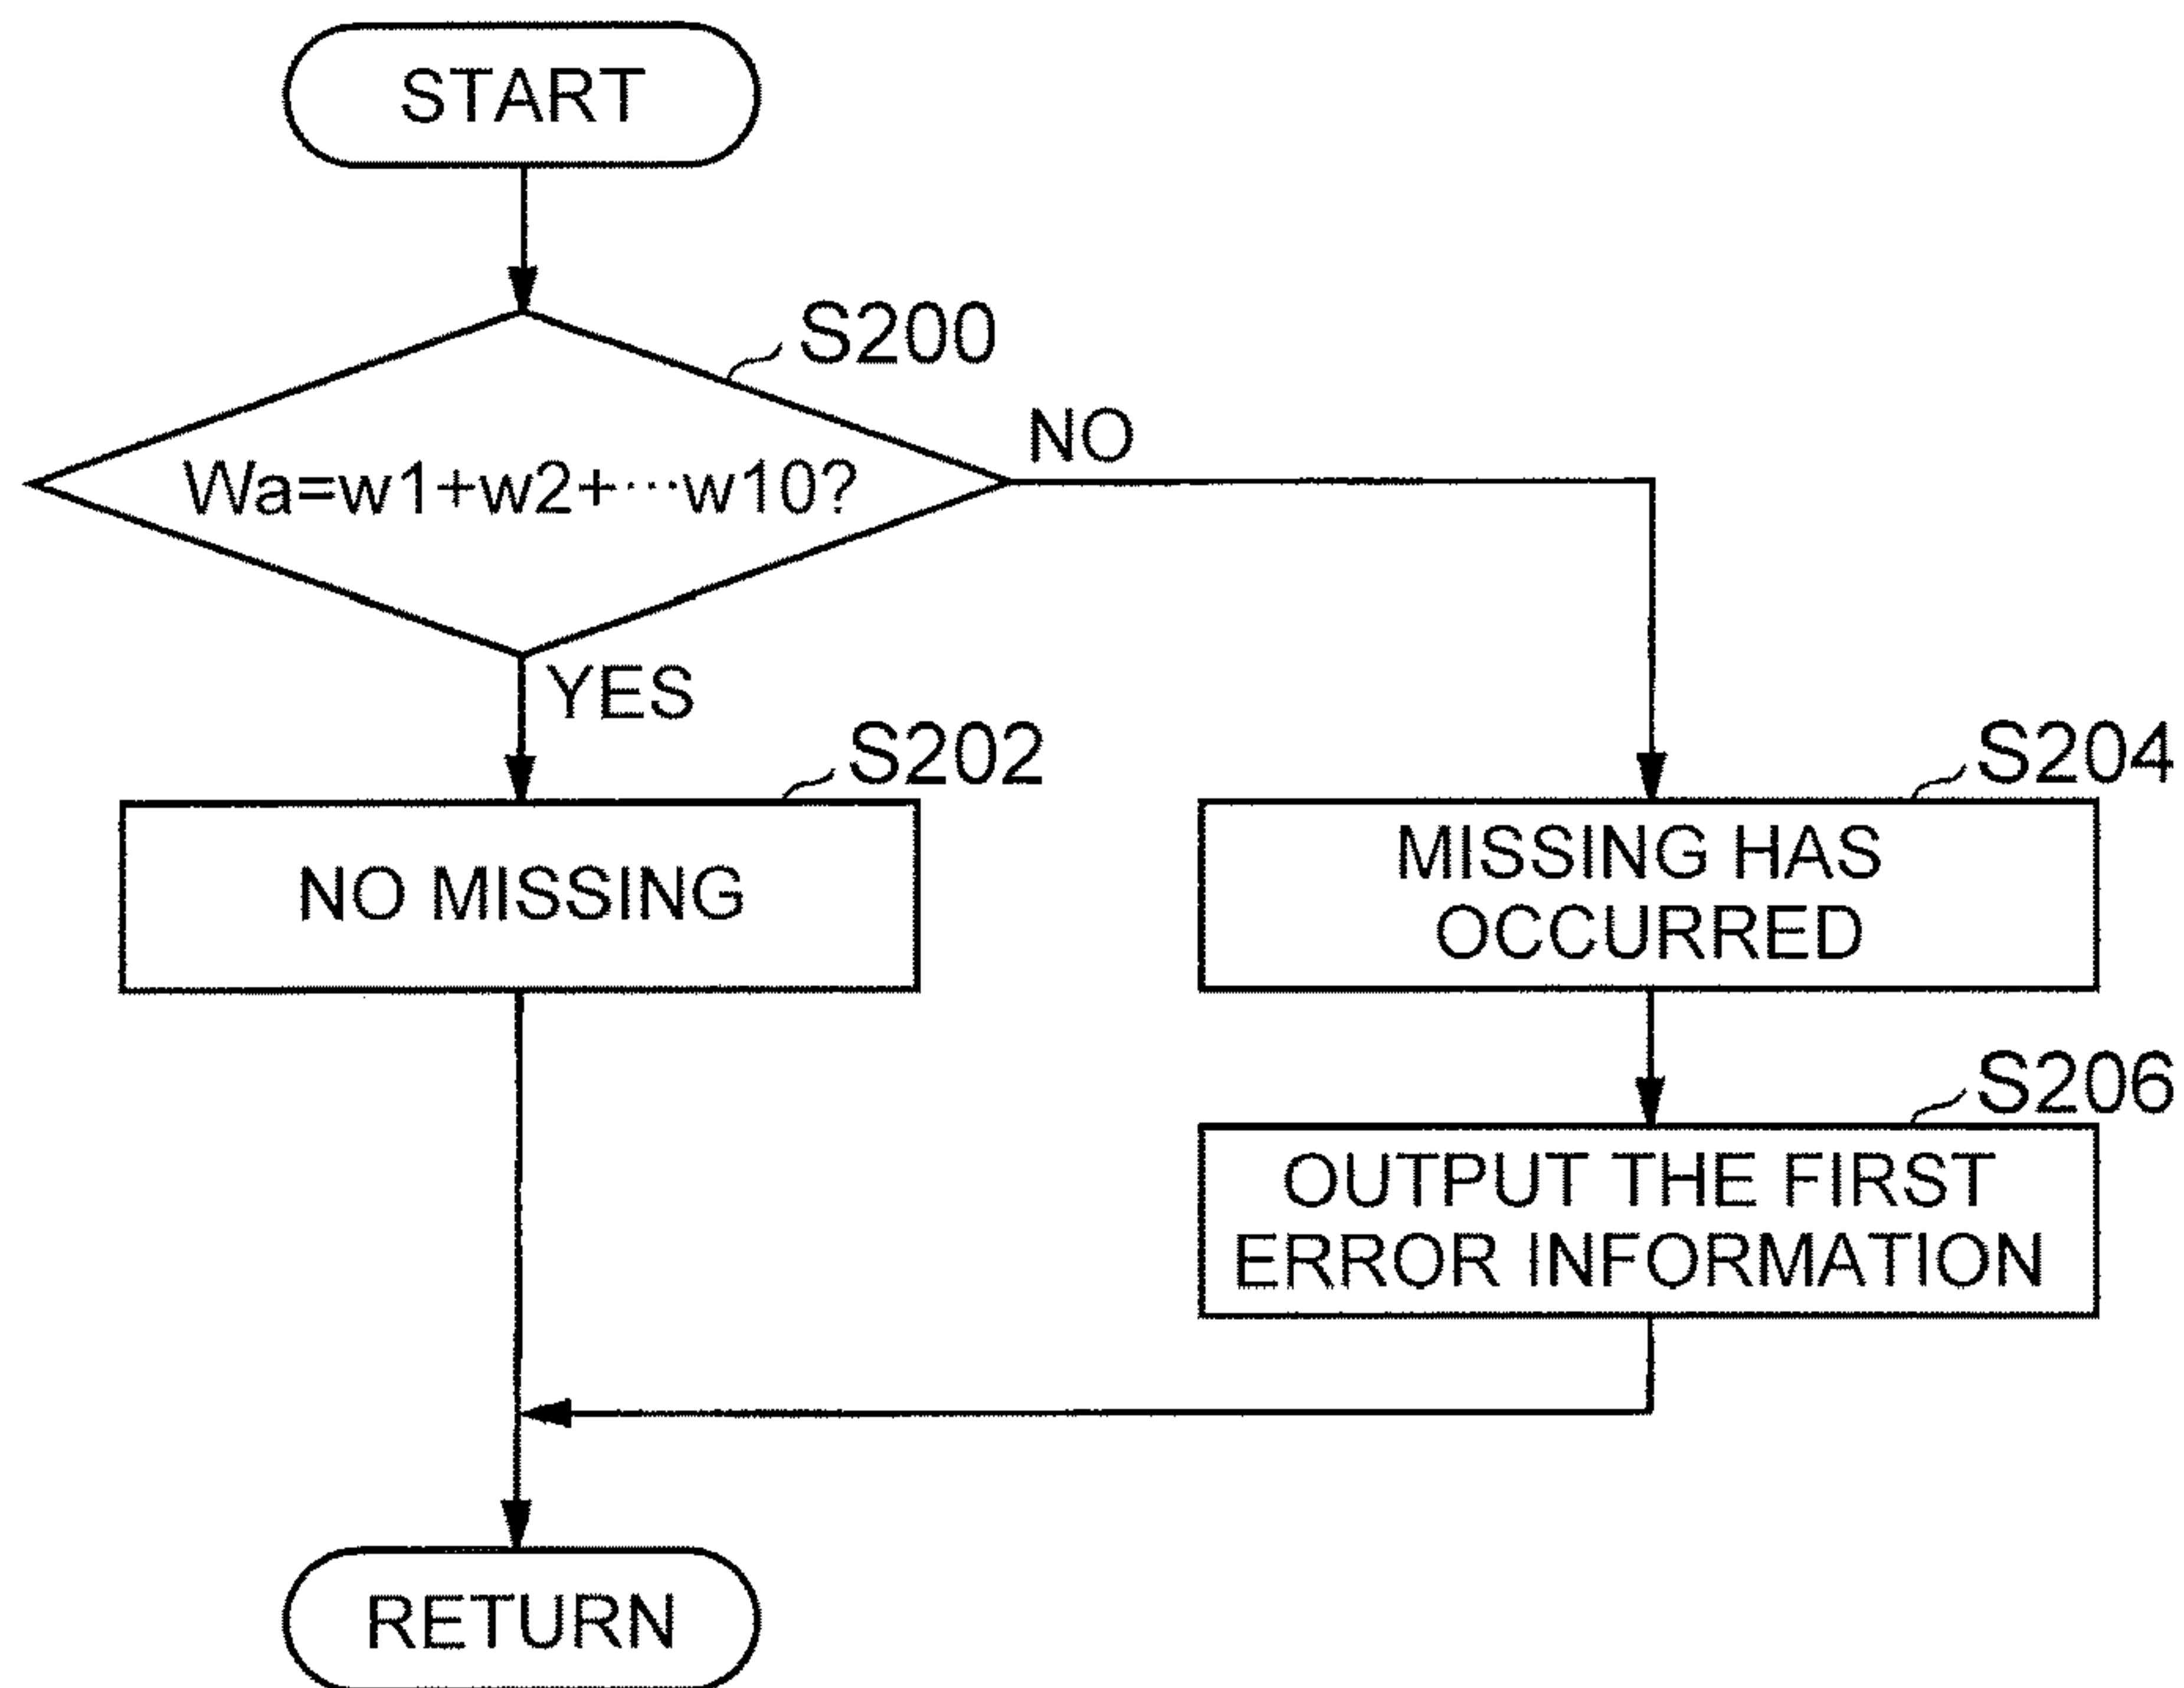 START
S200
NO
Wa=w1+w2+···w10?
YES
S202
S204
NO MISSING
MISSING HAS
OCCURRED
S206
OUTPUT THE FIRST
ERROR INFORMATION
RETURN